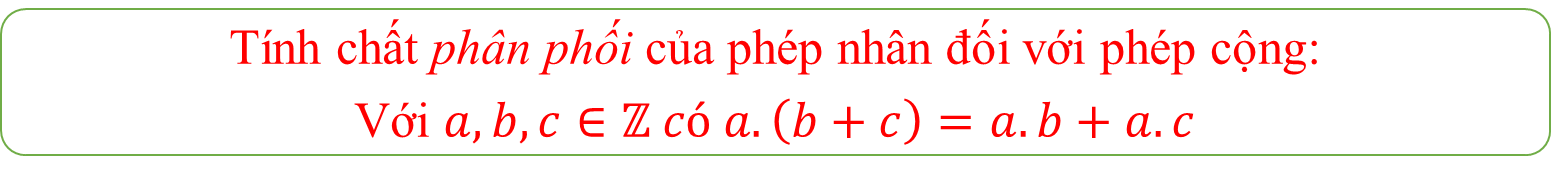 Tính chất phân phối của phép nhân đối với phép cộng:
Với a, b, c ∈ ℤ có a. (b + c) = a. b + a. c